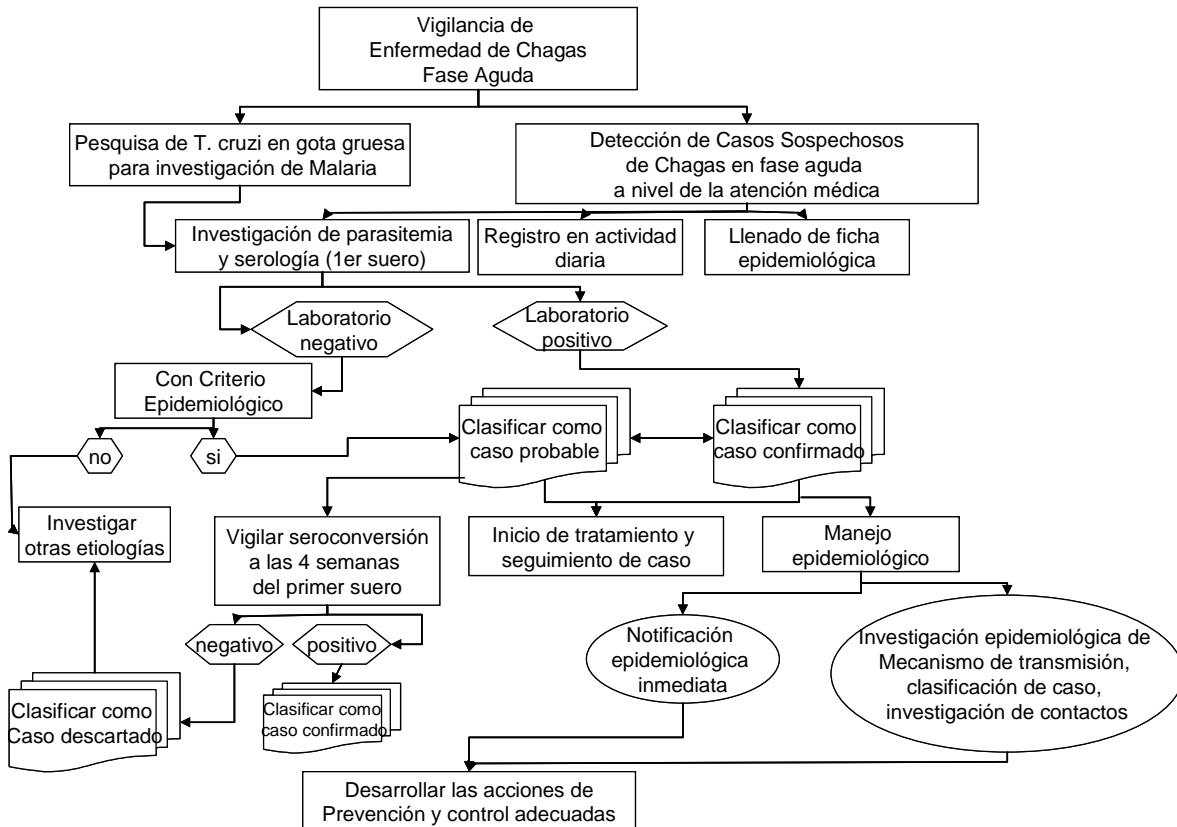 Vigilancia de
Enfermedad de Chagas
Fase Aguda
Pesquisa de T. cruzi en gota gruesa
para investigación de Malaria
Detección de Casos Sospechosos
de Chagas en fase aguda
a nivel de la atención médica
Investigación de parasitemia
y serología (1er suero)
Registro en actividad
diaria
Llenado de ficha
epidemiológica
Laboratorio
negativo
Laboratorio
positivo
Con Criterio
Epidemiológico
no
si
Clasificar como
caso probable
Clasificar como
caso confirmado
Investigar
otras etiologías
Vigilar seroconversión
a las 4 semanas
del primer suero
Inicio de tratamiento y
seguimiento de caso
Manejo
epidemiológico
negativo
positivo
Notificación
epidemiológica
inmediata
Investigación epidemiológica de
Mecanismo de transmisión,
clasificación de caso,
investigación de contactos
Clasificar como
Caso descartado
Clasificar como
caso confirmado
Desarrollar las acciones de
Prevención y control adecuadas